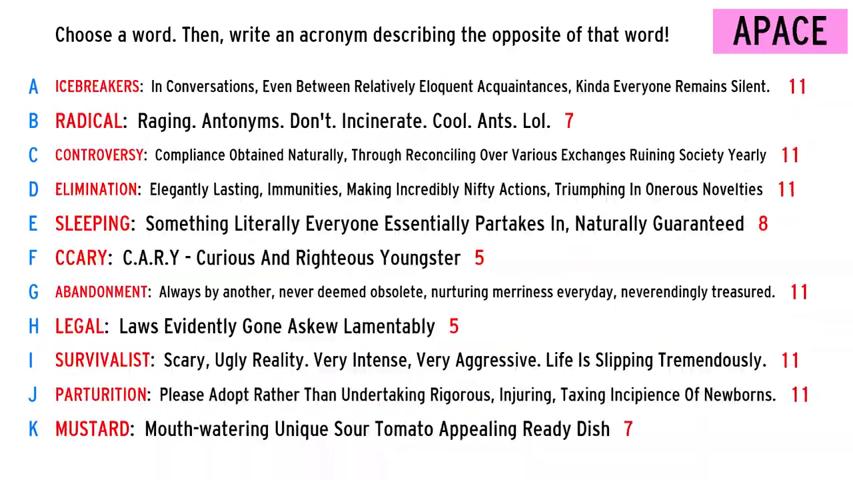 Choose a word. Then, write an acronym describing the opposite of that word!
APACE
A ICEBREAKERS: In Conversations, Even Between Relatively Eloquent Acquaintances, Kinda Everyone Remains Silent. 11
B RADICAL: Raging. Antonyms. Don't. Incinerate. Cool. Ants. Lol. 7
C CONTROVERSY: Compliance Obtained Naturally, Through Reconciling Over Various Exchanges Ruining Society Yearly 11
D ELIMINATION: Elegantly Lasting, Immunities, Making Incredibly Nifty Actions, Triumphing In Onerous Novelties 11
E SLEEPING: Something Literally Everyone Essentially Partakes In, Naturally Guaranteed 8
F CCARY: C.A.R.Y - Curious And Righteous Youngster 5
G ABANDONMENT: Always by another, never deemed obsolete, nurturing merriness everyday, neverendingly treasured. 11
H LEGAL: Laws Evidently Gone Askew Lamentably 5
I SURVIVALIST: Scary, Ugly Reality. Very Intense, Very Aggressive. Life Is Slipping Tremendously. 11
J PARTURITION: Please Adopt Rather Than Undertaking Rigorous, Injuring, Taxing Incipience Of Newborns. 11
K MUSTARD: Mouth-watering Unique Sour Tomato Appealing Ready Dish 7